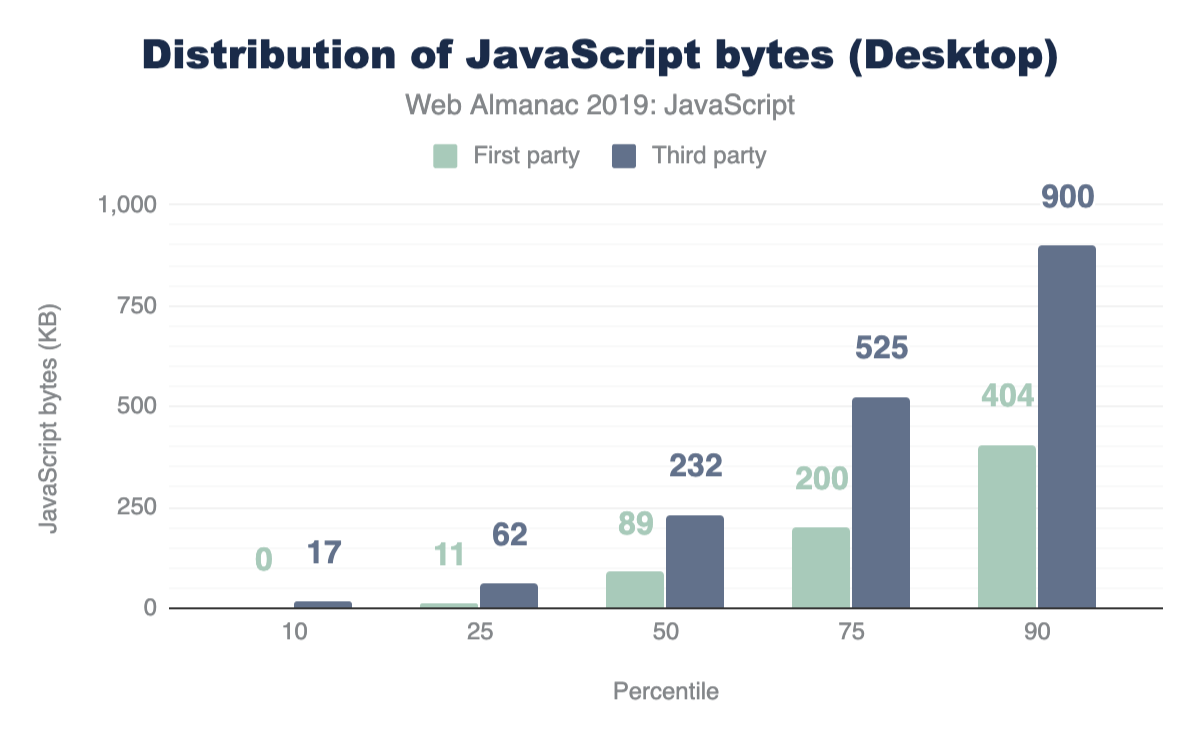 Distribution of JavaScript bytes (Desktop)
Web Almanac 2019: JavaScript
First party Third party
JavaScript bytes (KB)
1,000
750
500
250
0
0 17 11 62 89 232 200 525 404 900
10 25 50 75 90
Percentile